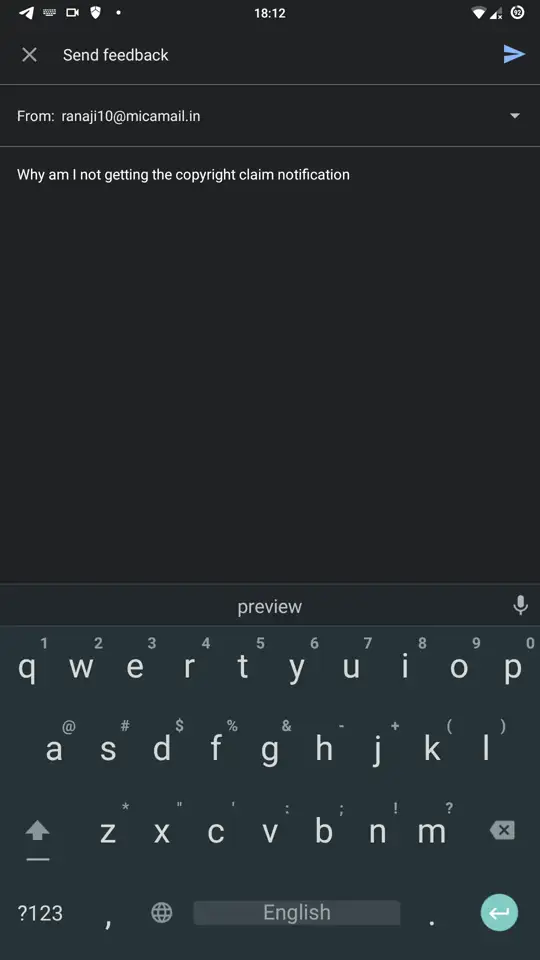 18:12
92
Send feedback
From: ranaji10@micamail.in
Why am I not getting the copyright claim notification
preview
1 2 3 4 5 6 7 8 9 0
q w e r t y u i o p
@ # $ % & - + ( )
a s d f g h j k l
* " ' : ; ! ?
z x c v b n m
?123 , English .